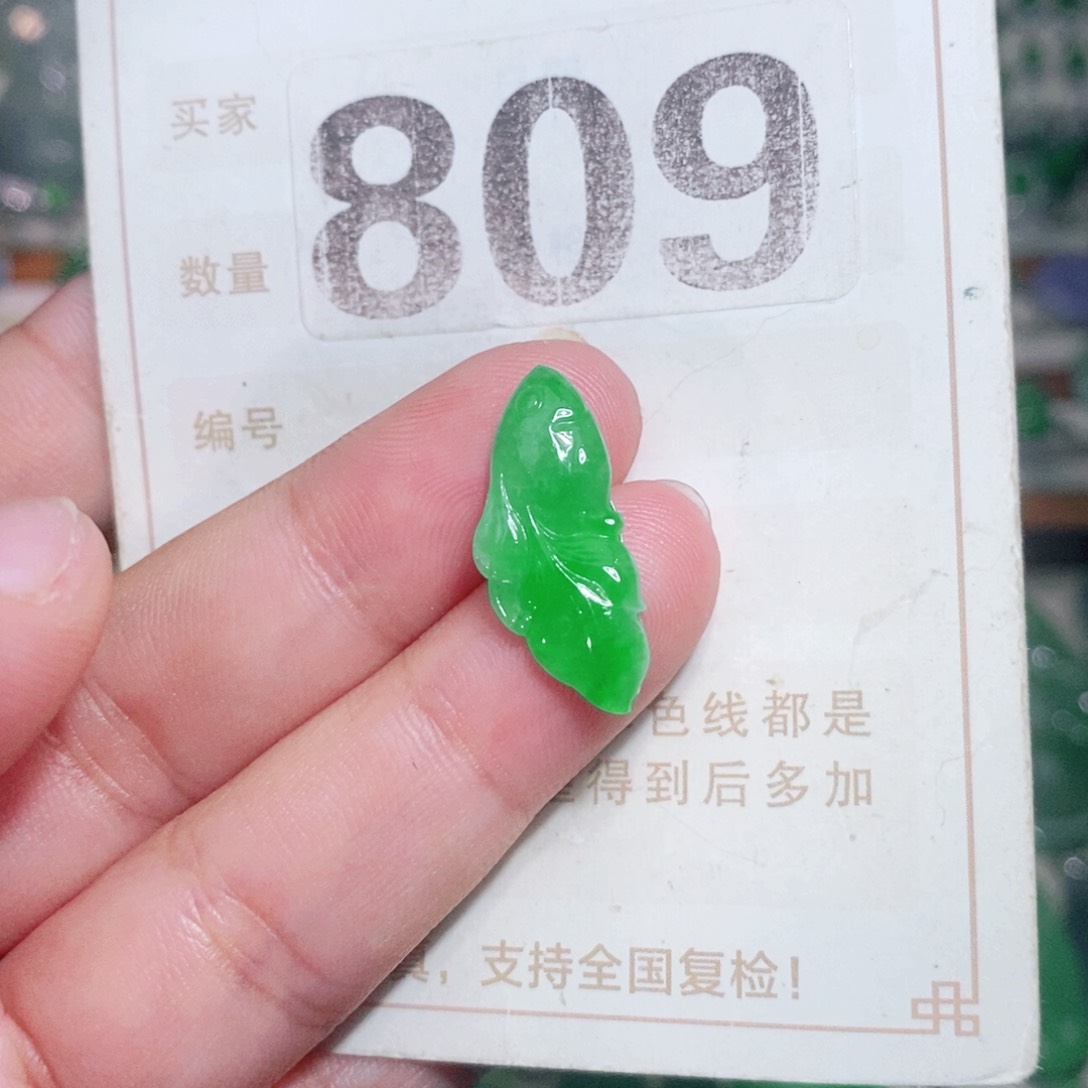 买家
809
数量
编号
色线都是
得到后多加
，支持全国复检！